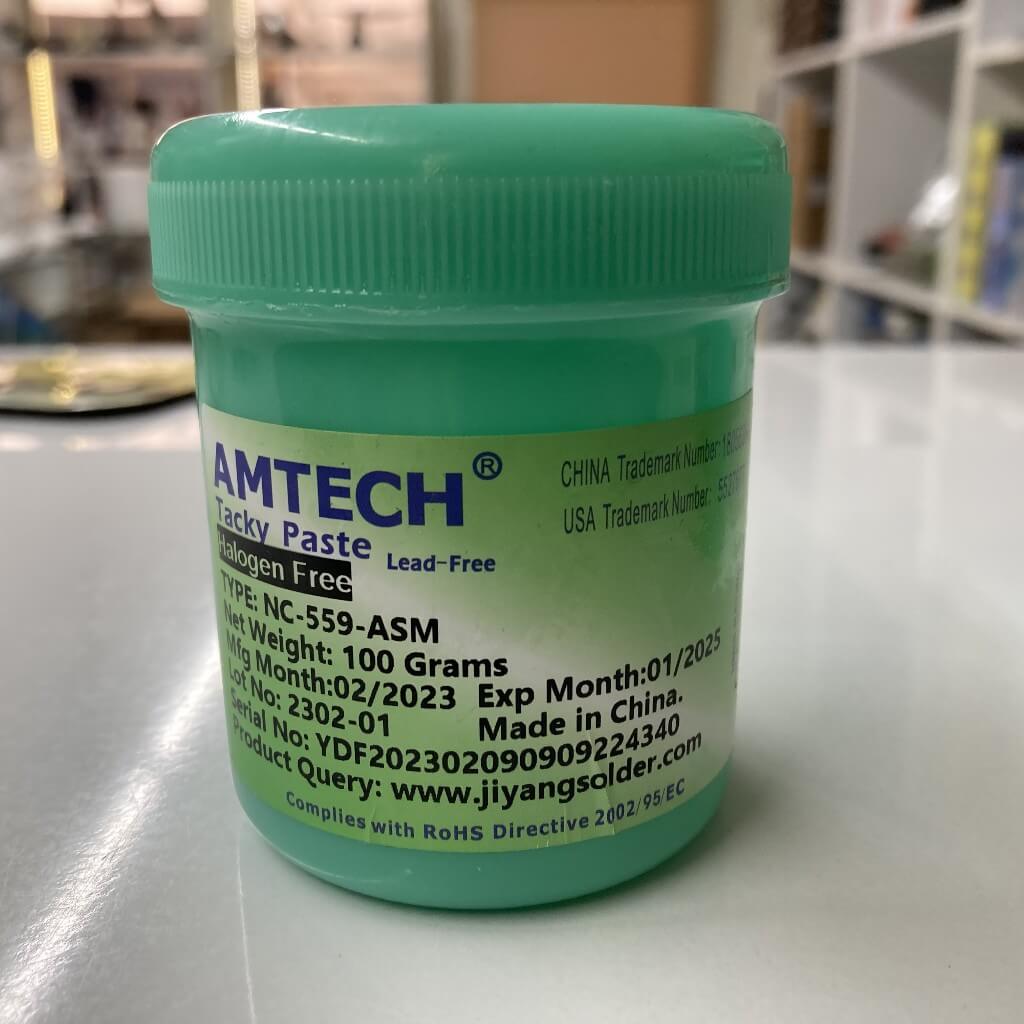 AMTECH®
Tacky Paste Lead-Free
Halogen Free
CHINA Trademark Number:
USA Trademark Number:
TYPE: NC-559-ASM
Net Weight: 100 Grams
Mfg Month:02/2023 Exp Month:01/2025
Lot No: 2302-01 Made in China.
Serial No: YDF202302090909224340
Product Query: www.jiyangsolder.com
Complies with RoHS Directive 2002/95/EC